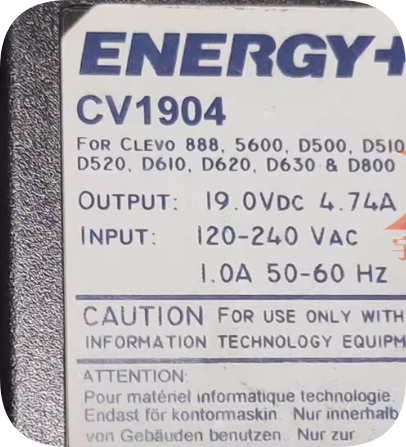 ENERGY+
CV1904
FOR CLEVO 888, 5600, D500, D510,
D520, D610, D620, D630 & D800
OUTPUT: 19.0VDC 4.74A
INPUT: 120-240 VAC
1.0A 50-60 Hz
CAUTION FOR USE ONLY WITH
INFORMATION TECHNOLOGY EQUIPM
ATTENTION:
Pour matériel informatique technologie.
Endast för kontormaskin. Nur innerhalb
von Gebäuden benutzen. Nur zur